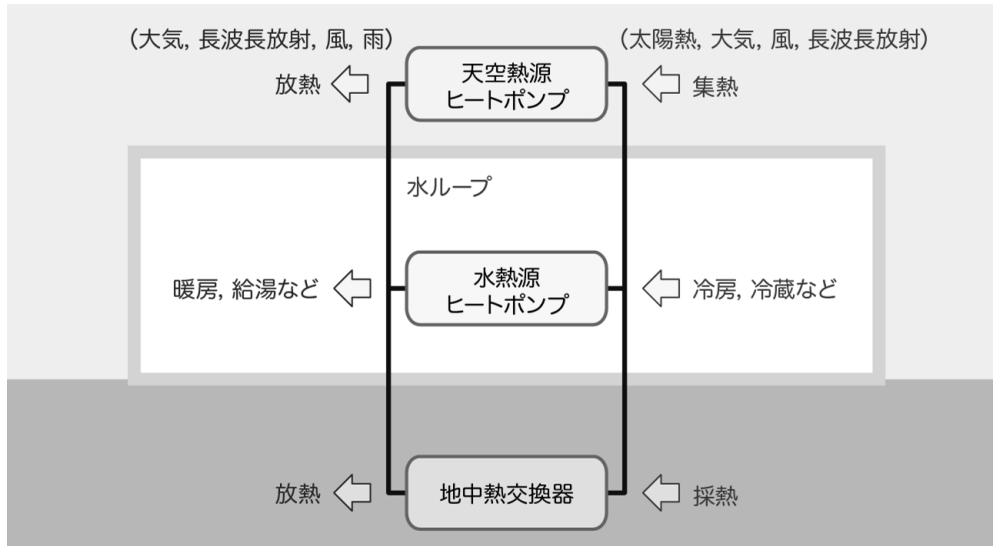 (大気, 長波長放射, 風, 雨)
(太陽熱, 大気, 風, 長波長放射)
放熱
天空熱源
ヒートポンプ
集熱
水ループ
暖房, 給湯など
水熱源
ヒートポンプ
冷房, 冷蔵など
放熱
地中熱交換器
採熱